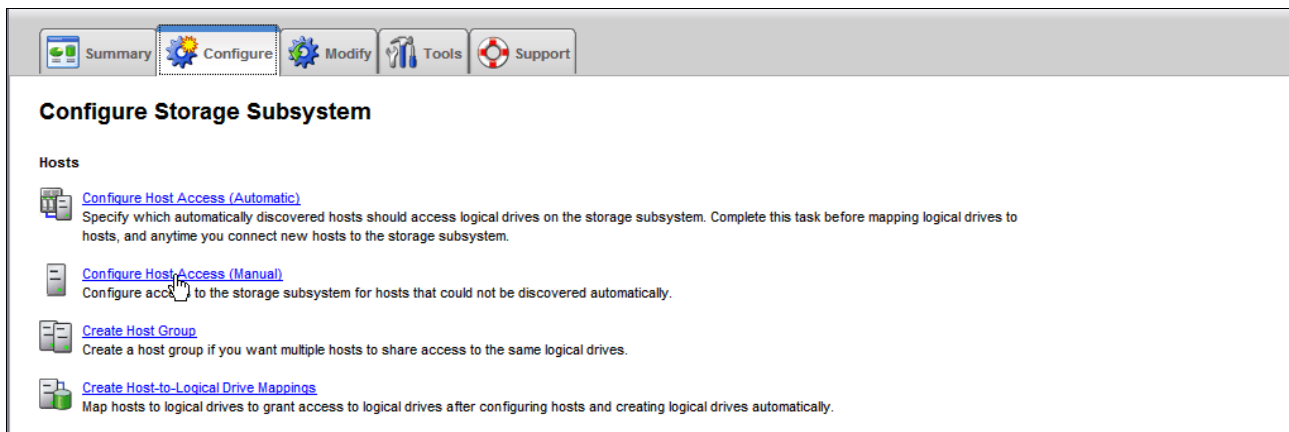 Summary Configure Modify Tools Support
Configure Storage Subsystem
Hosts
Configure Host Access (Automatic)
Specify which automatically discovered hosts should access logical drives on the storage subsystem. Complete this task before mapping logical drives to
hosts, and anytime you connect new hosts to the storage subsystem.
Configure Host Access (Manual)
Configure access to the storage subsystem for hosts that could not be discovered automatically.
Create Host Group
Create a host group if you want multiple hosts to share access to the same logical drives.
Create Host-to-Logical Drive Mappings
Map hosts to logical drives to grant access to logical drives after configuring hosts and creating logical drives automatically.